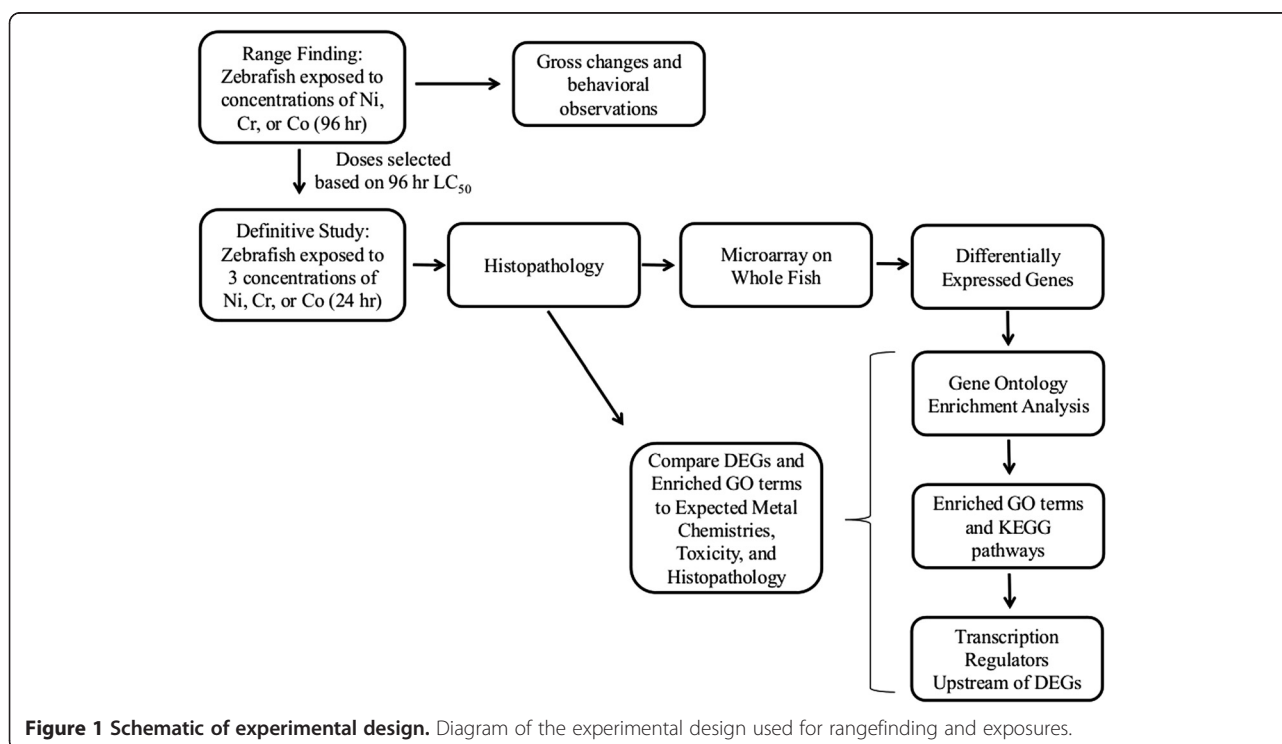 Range Finding:
Zebrafish exposed to
concentrations of Ni,
Cr, or Co (96 hr)
Gross changes and
behavioral
observations
Doses selected
based on 96 hr LC₅₀
Definitive Study:
Zebrafish exposed to
3 concentrations of
Ni, Cr, or Co (24 hr)
Histopathology
Microarray on
Whole Fish
Differentially
Expressed Genes
Gene Ontology
Enrichment Analysis
Compare DEGs and
Enriched GO terms
to Expected Metal
Chemistries,
Toxicity, and
Histopathology
Enriched GO terms
and KEGG
pathways
Transcription
Regulators
Upstream of DEGs
Figure 1 Schematic of experimental design. Diagram of the experimental design used for rangefinding and exposures.